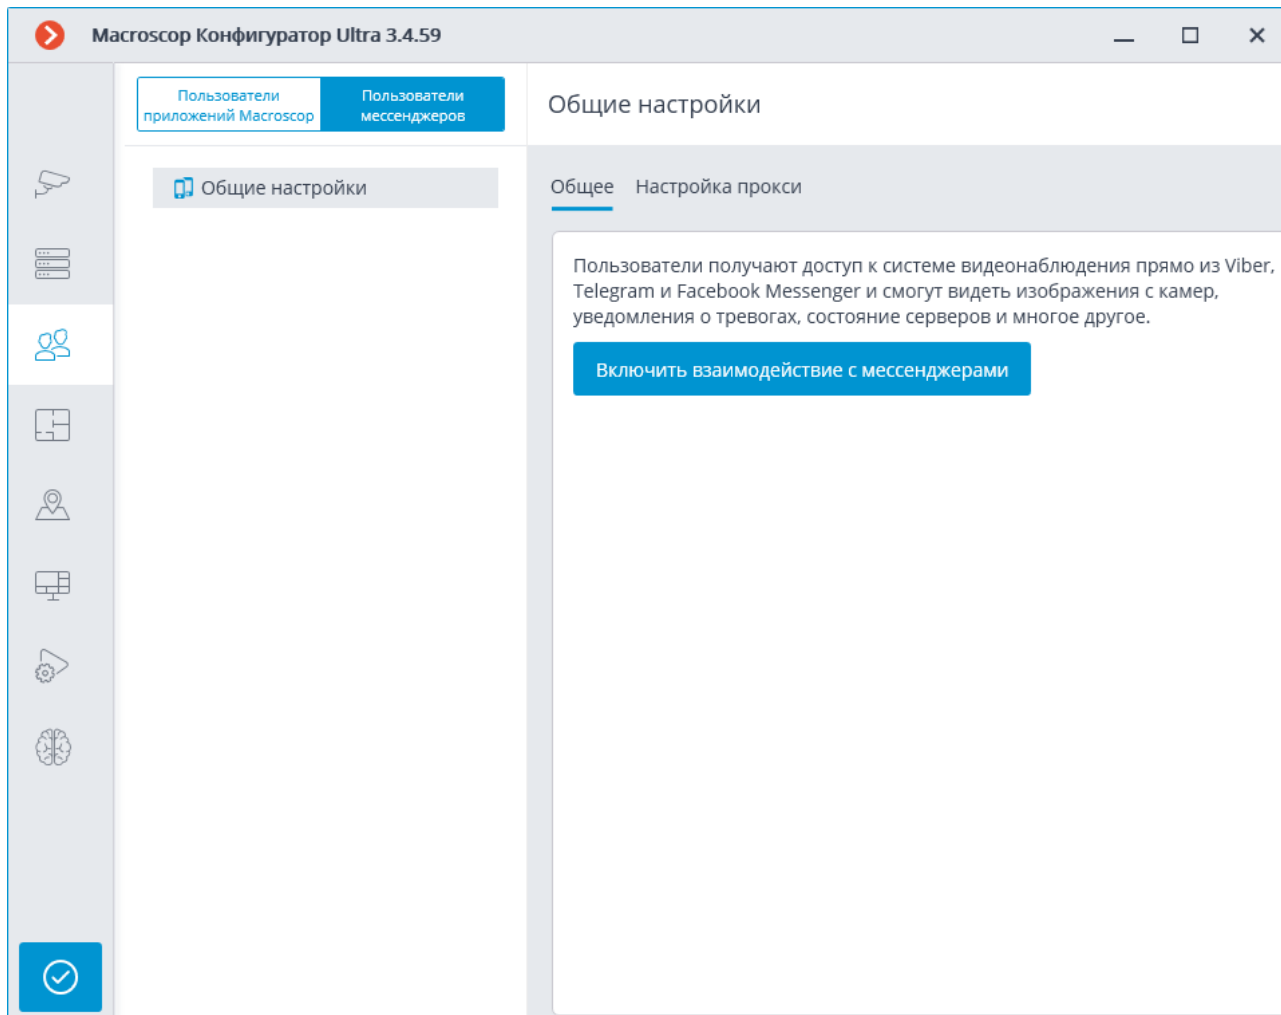 Macroscop Конфигуратор Ultra 3.4.59
Пользователи
приложений Macroscop
Пользователи
мессенджеров
Общие настройки
Общие настройки
Общее Настройка прокси
Пользователи получают доступ к системе видеонаблюдения прямо из Viber,
Telegram и Facebook Messenger и смогут видеть изображения с камер,
уведомления о тревогах, состояние серверов и многое другое.
Включить взаимодействие с мессенджерами